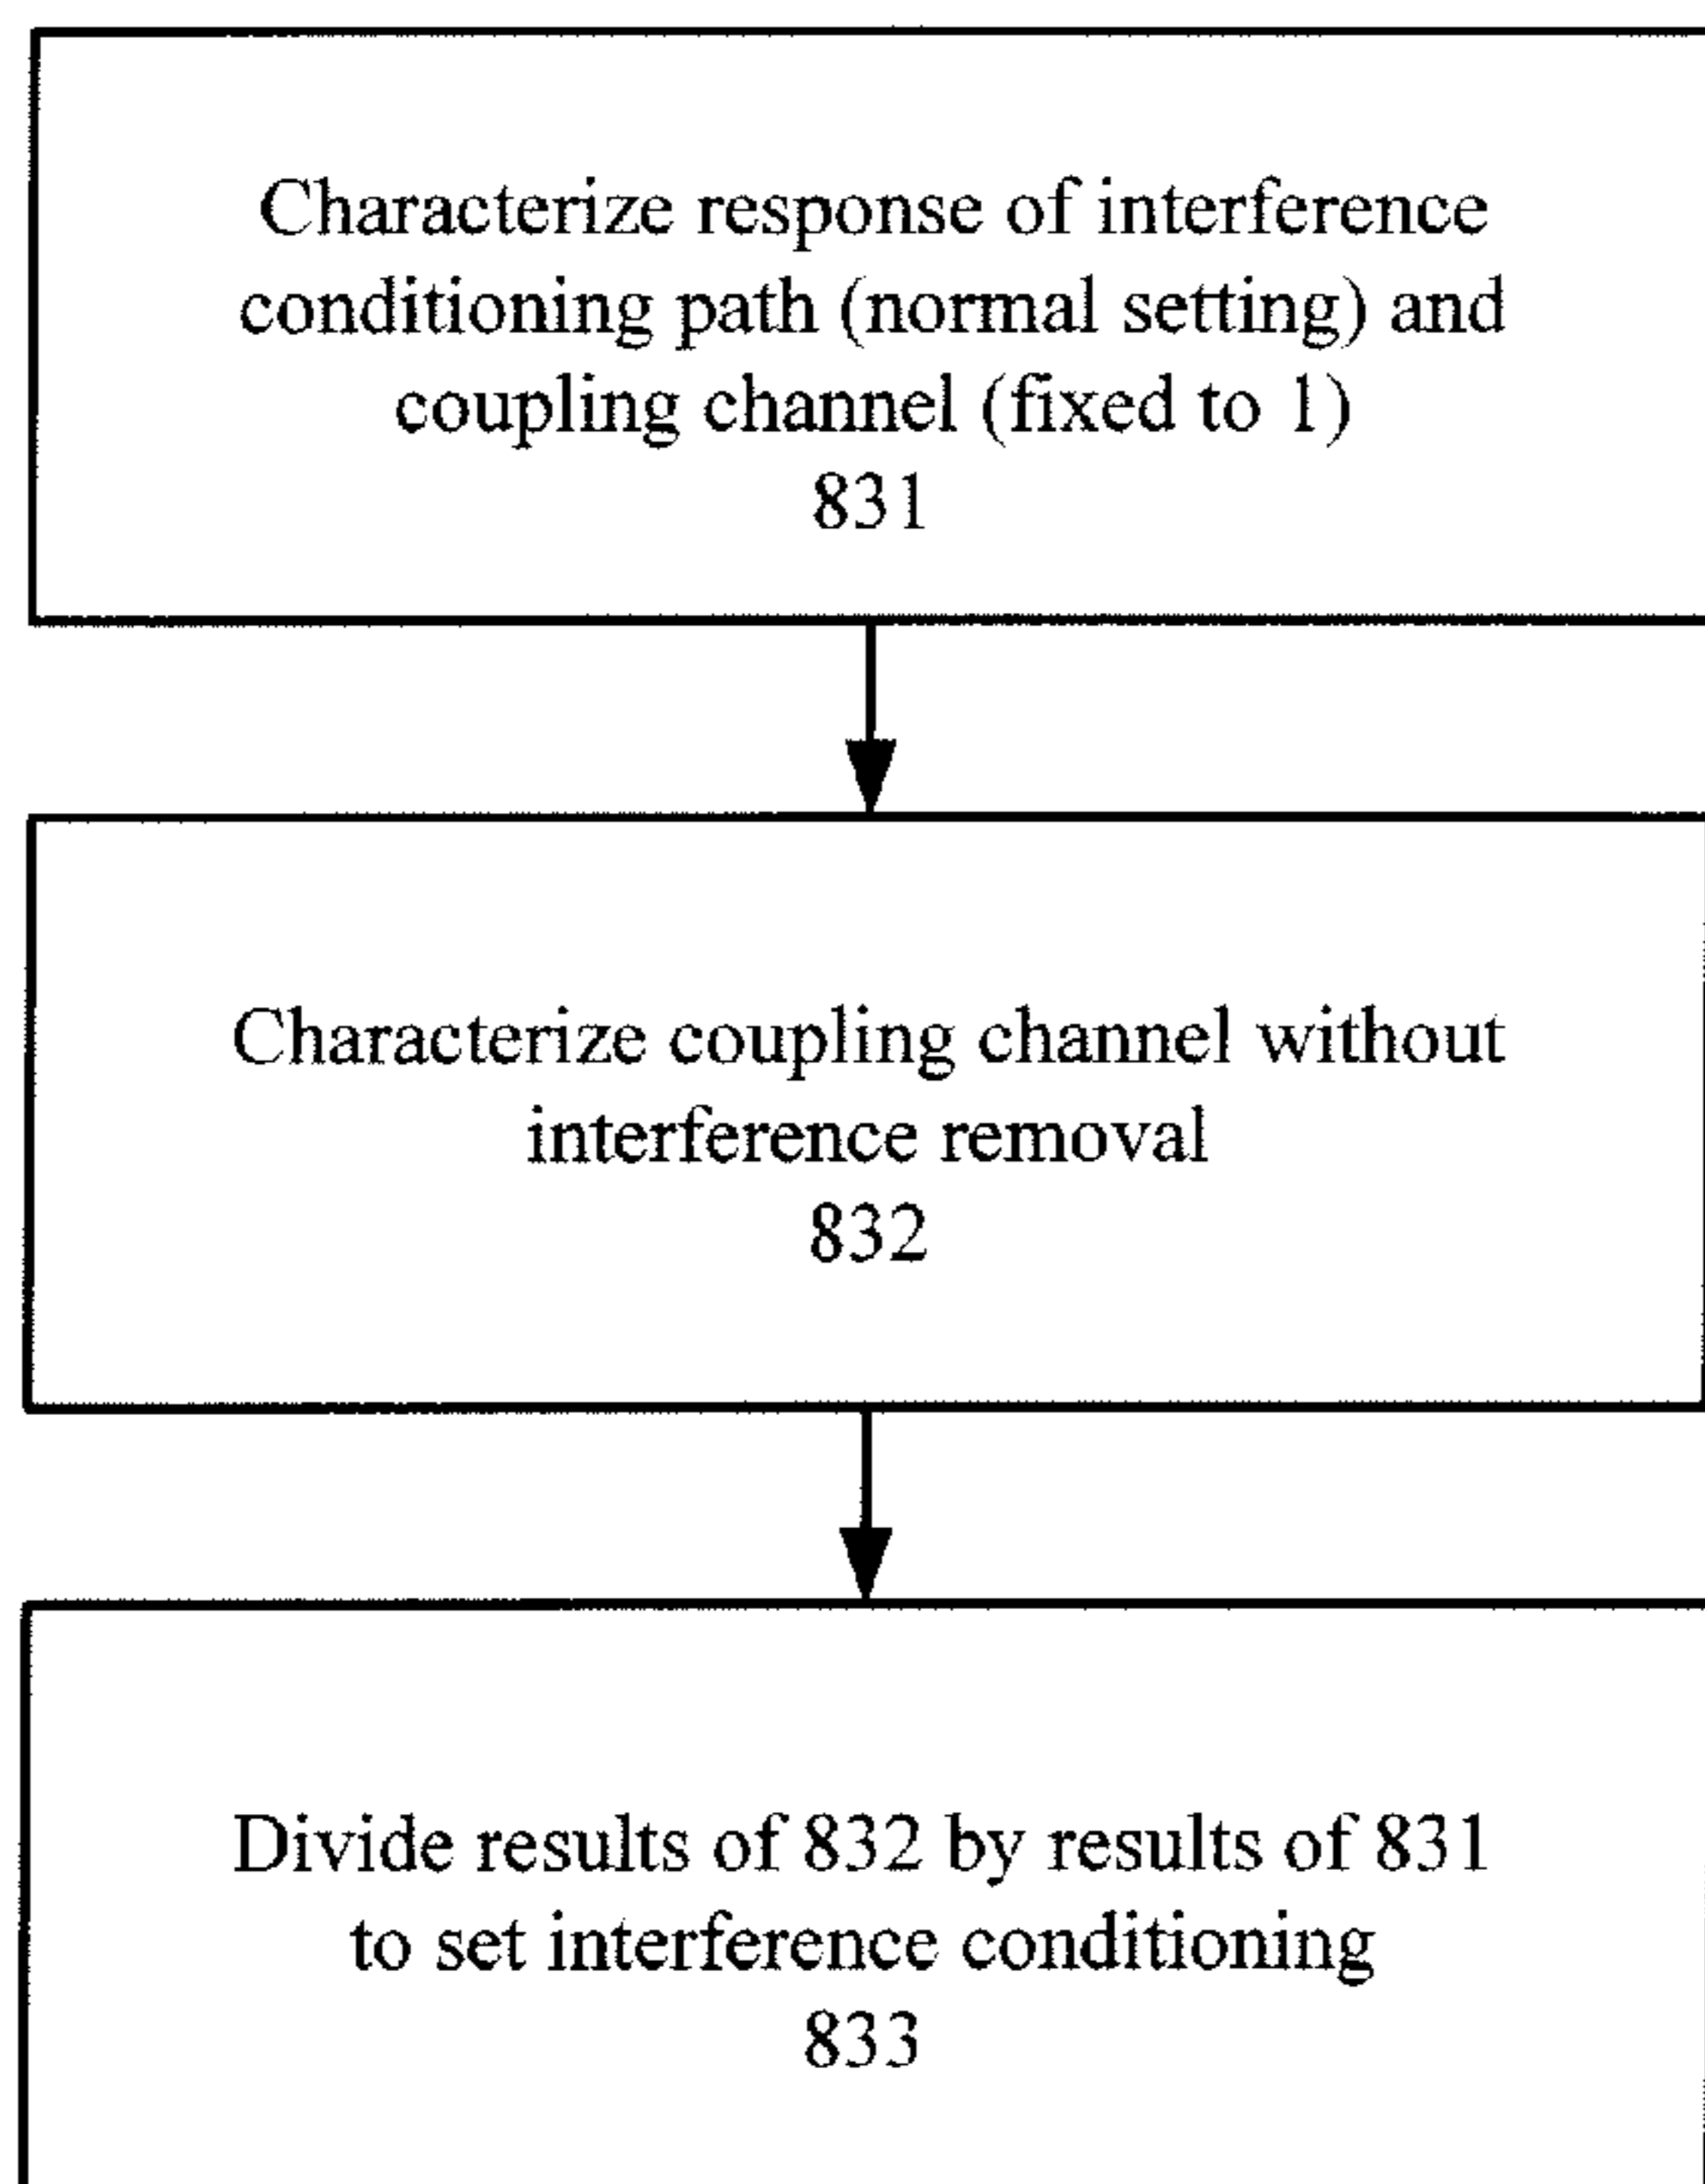 Characterize response of interference
conditioning path (normal setting) and
coupling channel (fixed to 1)
831
Characterize coupling channel without
interference removal
832
Divide results of 832 by results of 831
to set interference conditioning
833